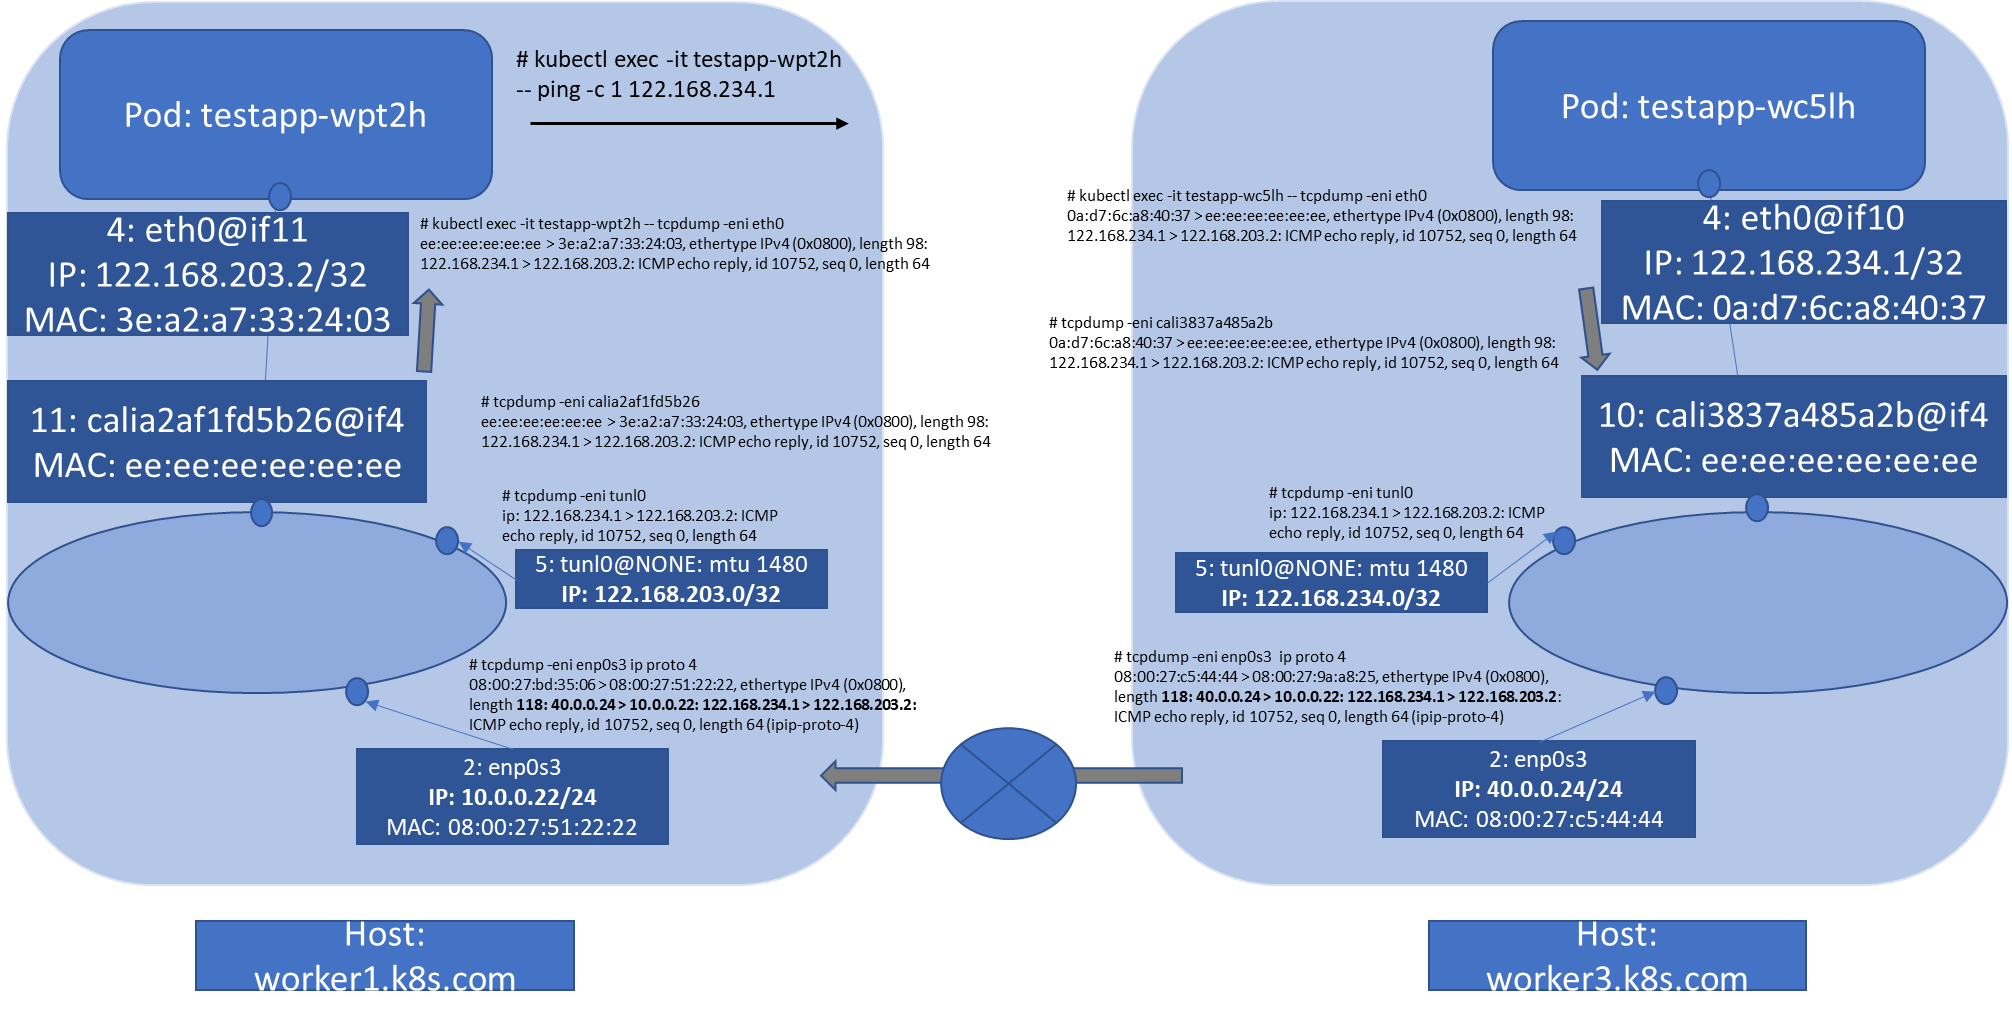 Pod: testapp-wpt2h
# kubectl exec -it testapp-wpt2h
-- ping -c 1 122.168.234.1
4: eth0@if11
IP: 122.168.203.2/32
MAC: 3e:a2:a7:33:24:03
# kubectl exec -it testapp-wpt2h -- tcpdump -eni eth0
ee:ee:ee:ee:ee:ee > 3e:a2:a7:33:24:03, ethertype IPv4 (0x0800), length 98:
122.168.234.1 > 122.168.203.2: ICMP echo reply, id 10752, seq 0, length 64
11: calia2af1fd5b26@if4
MAC: ee:ee:ee:ee:ee:ee
# tcpdump -eni calia2af1fd5b26
ee:ee:ee:ee:ee:ee > 3e:a2:a7:33:24:03, ethertype IPv4 (0x0800), length 98:
122.168.234.1 > 122.168.203.2: ICMP echo reply, id 10752, seq 0, length 64
# tcpdump -eni tunl0
ip: 122.168.234.1 > 122.168.203.2: ICMP
echo reply, id 10752, seq 0, length 64
5: tunl0@NONE: mtu 1480
IP: 122.168.203.0/32
# tcpdump -eni enp0s3 ip proto 4
08:00:27:bd:35:06 > 08:00:27:51:22:22, ethertype IPv4 (0x0800),
length 118: 40.0.0.24 > 10.0.0.22: 122.168.234.1 > 122.168.203.2:
ICMP echo reply, id 10752, seq 0, length 64 (ipip-proto-4)
2: enp0s3
IP: 10.0.0.22/24
MAC: 08:00:27:51:22:22
Host:
worker1.k8s.com
Pod: testapp-wc5lh
# kubectl exec -it testapp-wc5lh -- tcpdump -eni eth0
0a:d7:6c:a8:40:37 > ee:ee:ee:ee:ee:ee, ethertype IPv4 (0x0800), length 98:
122.168.234.1 > 122.168.203.2: ICMP echo reply, id 10752, seq 0, length 64
4: eth0@if10
IP: 122.168.234.1/32
MAC: 0a:d7:6c:a8:40:37
# tcpdump -eni cali3837a485a2b
0a:d7:6c:a8:40:37 > ee:ee:ee:ee:ee:ee, ethertype IPv4 (0x0800), length 98:
122.168.234.1 > 122.168.203.2: ICMP echo reply, id 10752, seq 0, length 64
10: cali3837a485a2b@if4
MAC: ee:ee:ee:ee:ee:ee
# tcpdump -eni tunl0
ip: 122.168.234.1 > 122.168.203.2: ICMP
echo reply, id 10752, seq 0, length 64
5: tunl0@NONE: mtu 1480
IP: 122.168.234.0/32
# tcpdump -eni enp0s3  ip proto 4
08:00:27:c5:44:44 > 08:00:27:9a:a8:25, ethertype IPv4 (0x0800),
length 118: 40.0.0.24 > 10.0.0.22: 122.168.234.1 > 122.168.203.2:
ICMP echo reply, id 10752, seq 0, length 64 (ipip-proto-4)
2: enp0s3
IP: 40.0.0.24/24
MAC: 08:00:27:c5:44:44
Host:
worker3.k8s.com